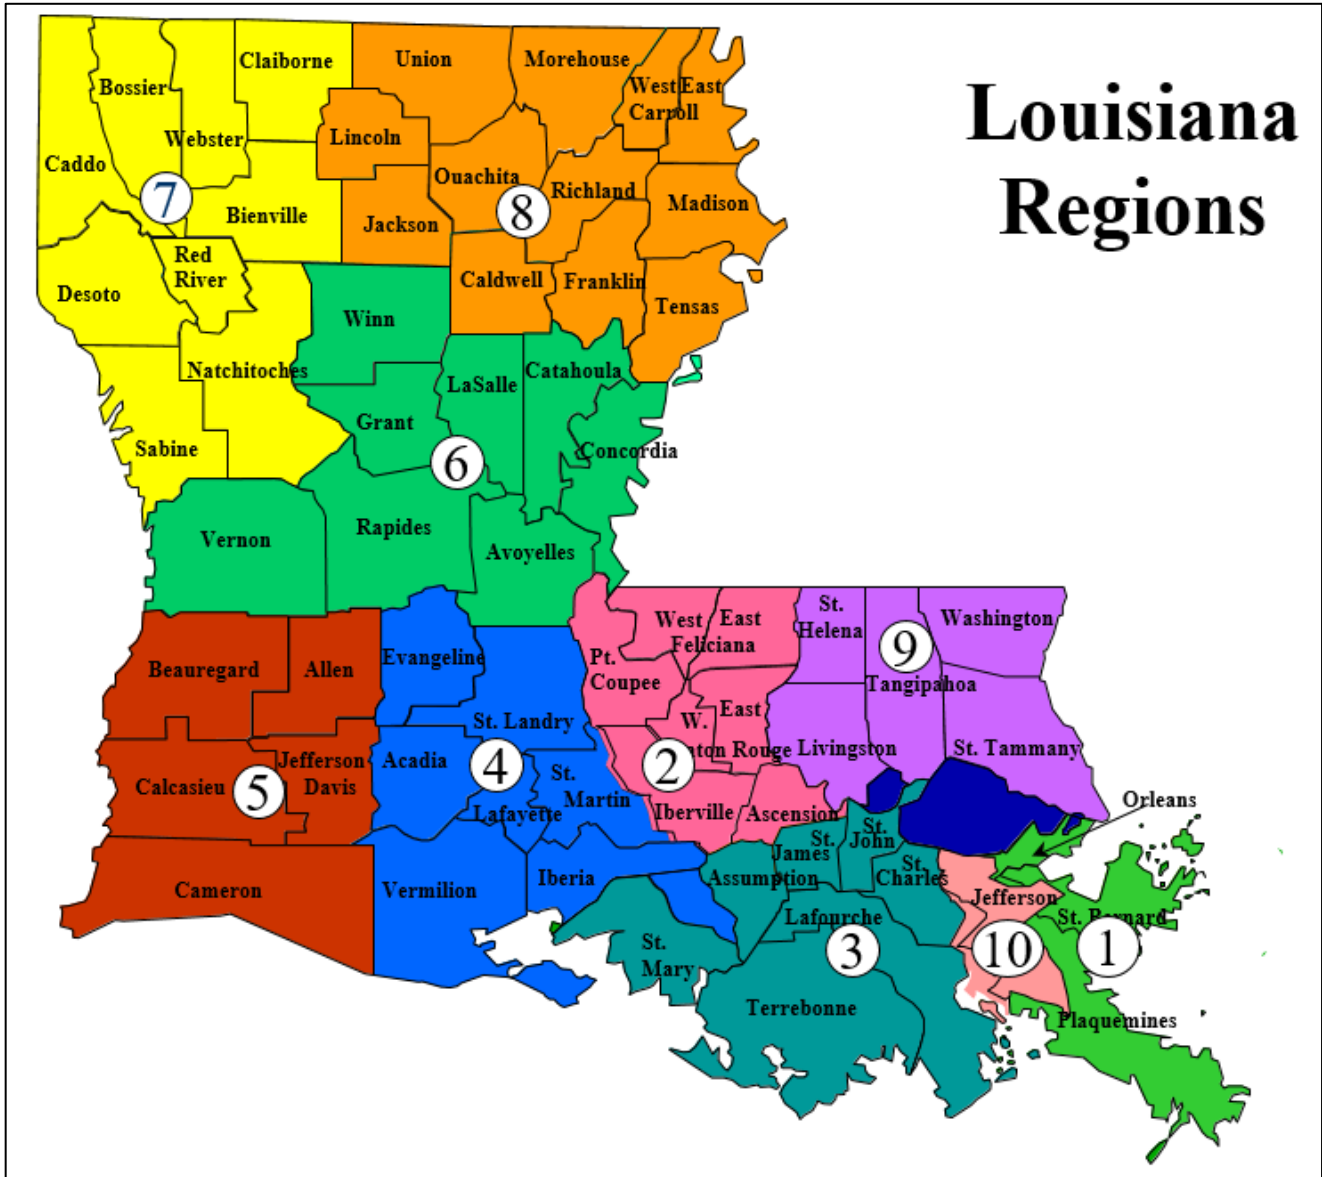 Louisiana
Regions
Claiborne
Union
Morehouse
Bossier
West East
Carroll
Webster
Lincoln
Caddo
7
Ouachita
8
Richland
Madison
Bienville
Jackson
Red
River
Desoto
Caldwell
Franklin
Tensas
Winn
Natchitoches
LaSalle
Catahoula
Grant
Sabine
6
Concordia
Vernon
Rapides
Avoyelles
West
Feliciana
East
St.
Helena
Washington
9
Beauregard
Allen
Evangeline
Pt.
Coupee
Tangipahoa
St. Landry
W.
East
Rouge
Livingston
St. Tammany
Calcasieu
5
Jefferson
Davis
Acadia
4
St.
Martin
2
Lafayette
Iberville
Ascension
Orleans
St.
James
St.
John
St.
Charles
Cameron
Vermilion
Iberia
Assumption
Jefferson
Lafourche
St. Bernard
St.
Mary
3
10
1
Terrebonne
Plaquemines